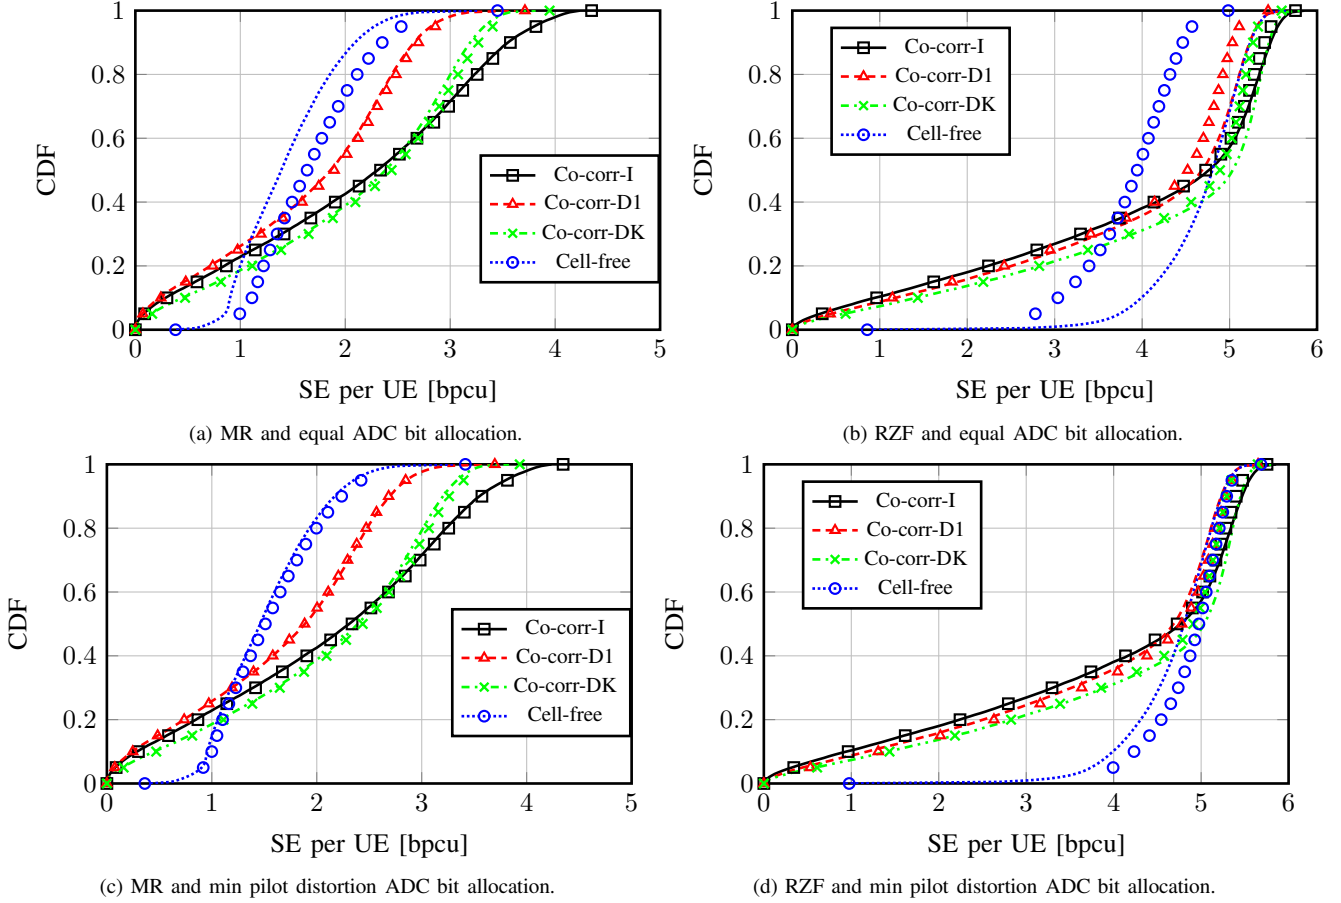 1
0.8
0.6
0.4
0.2
0
CDF
0 1 2 3 4 5
SE per UE [bpcu]
Co-corr-I
Co-corr-D1
Co-corr-DK
Cell-free
(a) MR and equal ADC bit allocation.
1
0.8
0.6
0.4
0.2
0
CDF
0 1 2 3 4 5 6
SE per UE [bpcu]
Co-corr-I
Co-corr-D1
Co-corr-DK
Cell-free
(b) RZF and equal ADC bit allocation.
1
0.8
0.6
0.4
0.2
0
CDF
0 1 2 3 4 5
SE per UE [bpcu]
Co-corr-I
Co-corr-D1
Co-corr-DK
Cell-free
(c) MR and min pilot distortion ADC bit allocation.
1
0.8
0.6
0.4
0.2
0
CDF
0 1 2 3 4 5 6
SE per UE [bpcu]
Co-corr-I
Co-corr-D1
Co-corr-DK
Cell-free
(d) RZF and min pilot distortion ADC bit allocation.